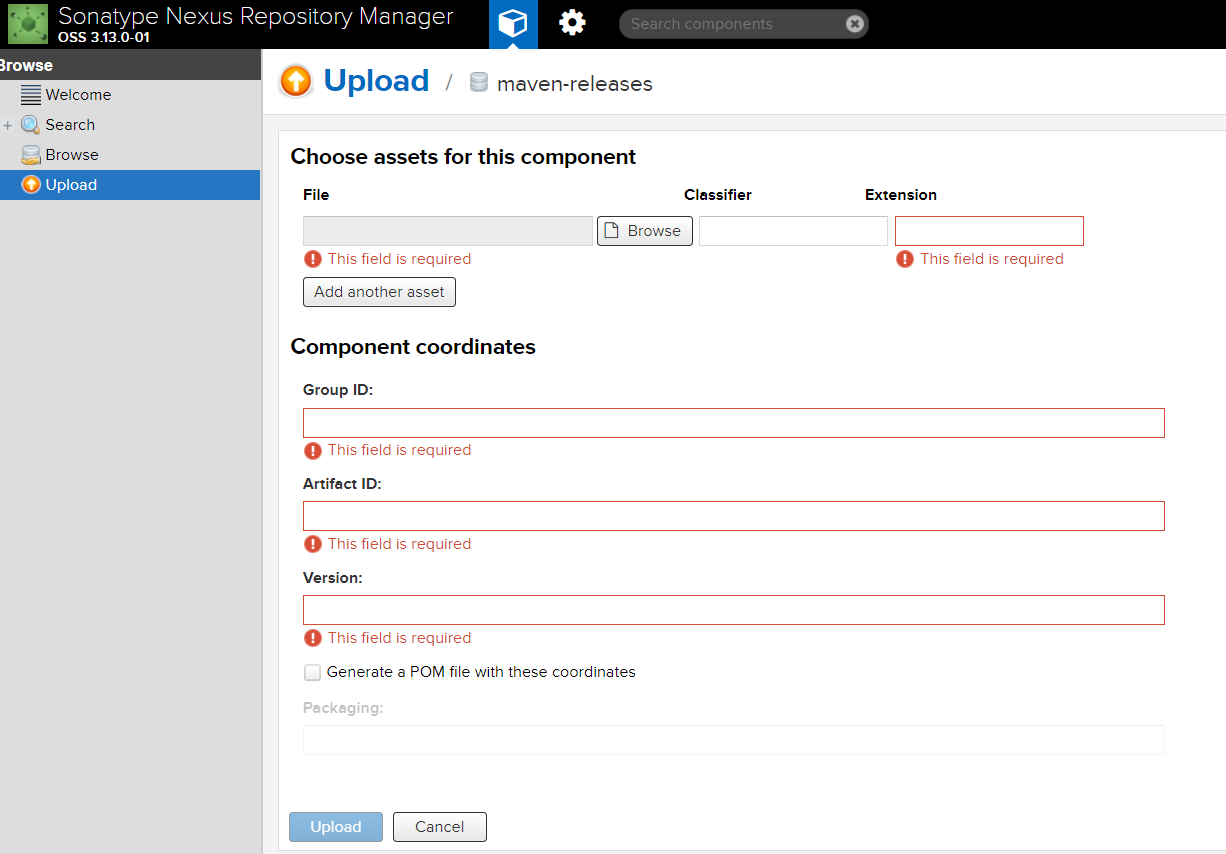 Sonatype Nexus Repository Manager
OSS 3.13.0-01
Search components
Browse
Welcome
+ Search
Browse
Upload
Upload / maven-releases
Choose assets for this component
File Classifier Extension
Browse
This field is required This field is required
Add another asset
Component coordinates
Group ID:
This field is required
Artifact ID:
This field is required
Version:
This field is required
Generate a POM file with these coordinates
Packaging:
Upload Cancel